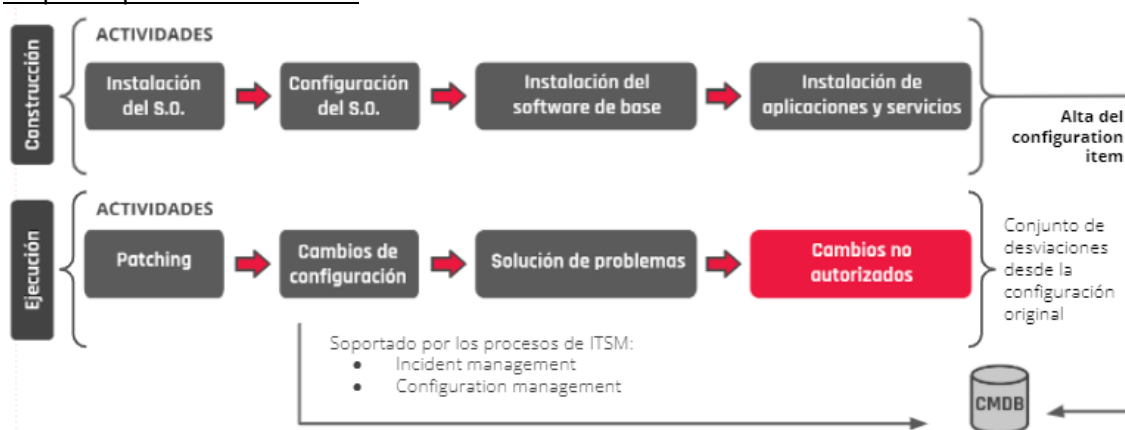 Construcción
ACTIVIDADES
Instalación
del S.O.
Configuración
del S.O.
Instalación del
software de base
Instalación de
aplicaciones y servicios
Alta del
configuration
item
Ejecución
ACTIVIDADES
Patching
Cambios de
configuración
Solución de problemas
Cambios no
autorizados
Conjunto de
desviaciones
desde la
configuración
original
Soportado por los procesos de ITSM:
● Incident management
● Configuration management
CMDB